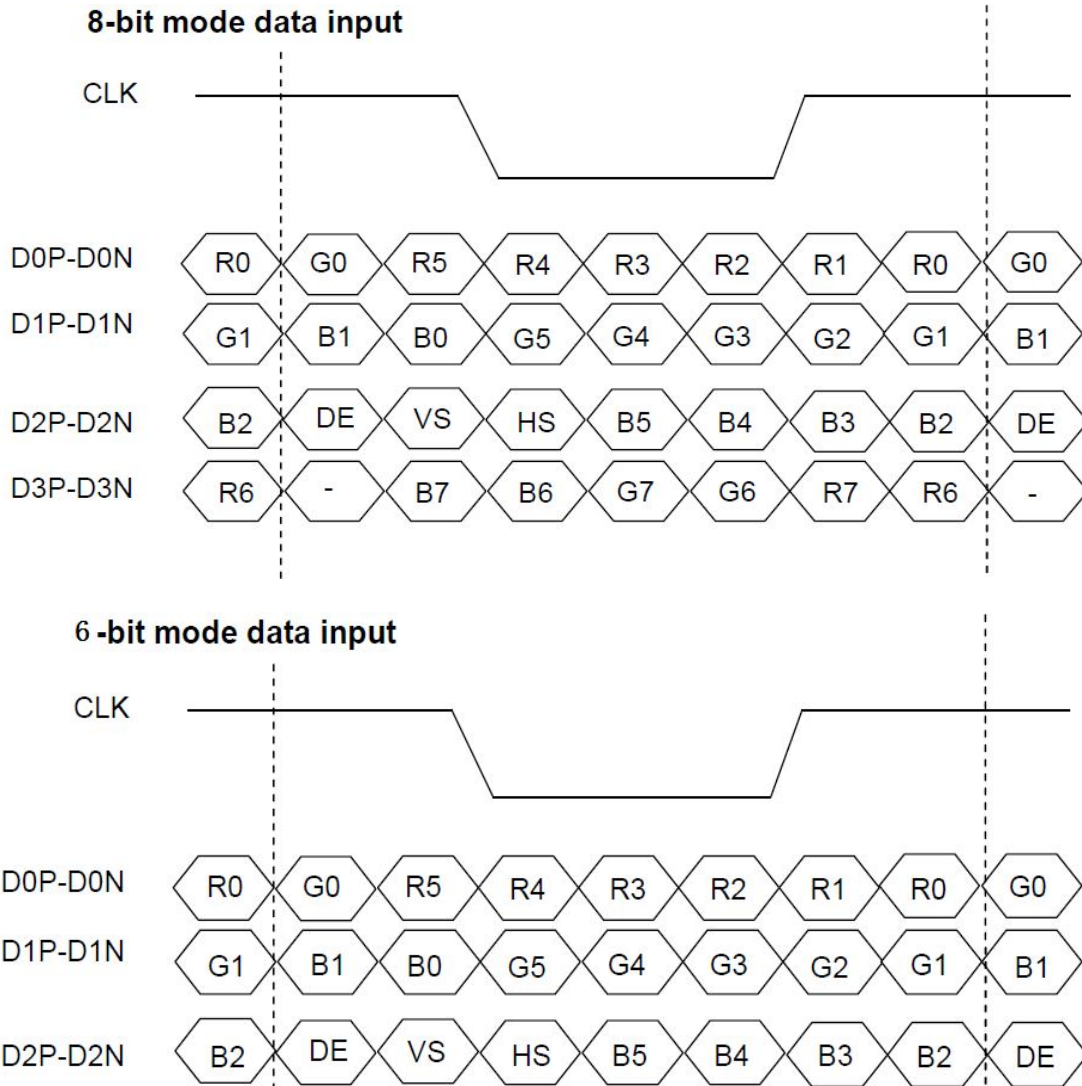 8-bit mode data input
CLK
D0P-D0N R0 G0 R5 R4 R3 R2 R1 R0 G0
D1P-D1N G1 B1 B0 G5 G4 G3 G2 G1 B1
D2P-D2N B2 DE VS HS B5 B4 B3 B2 DE
D3P-D3N R6 - B7 B6 G7 G6 R7 R6 -
6-bit mode data input
CLK
D0P-D0N R0 G0 R5 R4 R3 R2 R1 R0 G0
D1P-D1N G1 B1 B0 G5 G4 G3 G2 G1 B1
D2P-D2N B2 DE VS HS B5 B4 B3 B2 DE